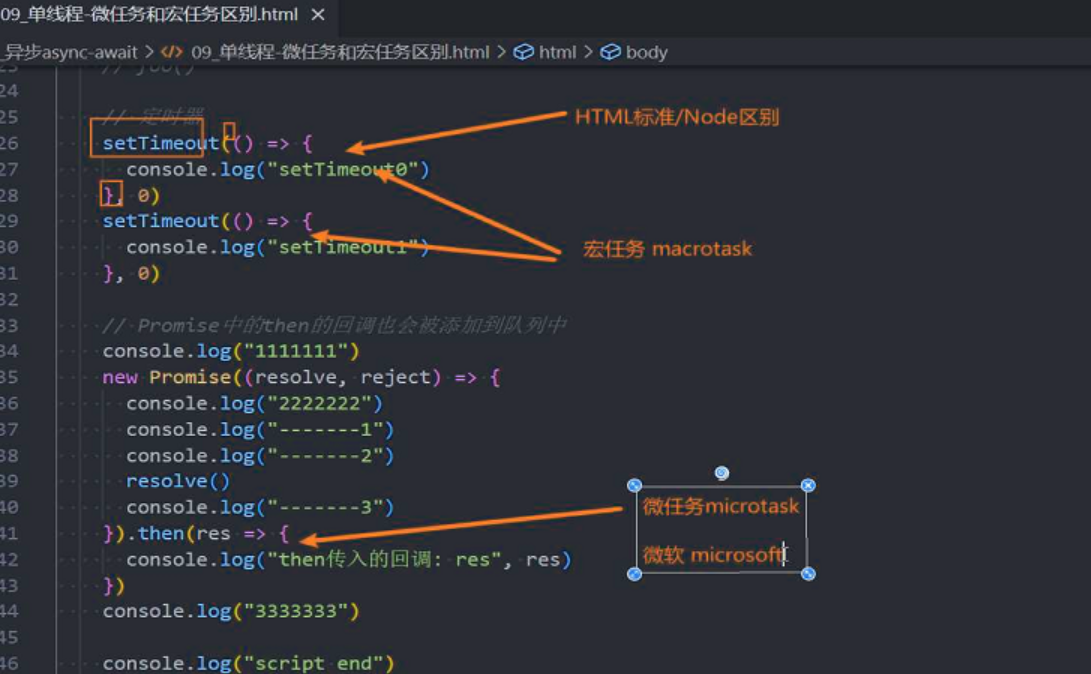 09_单线程-微任务和宏任务区别.html ×
_异步async-await > </> 09_单线程-微任务和宏任务区别.html > html > body
24
25 // 定时器
26 setTimeout(() => {
27 console.log("setTimeout0")
28 }, 0)
29 setTimeout(() => {
30 console.log("setTimeout1")
31 }, 0)
32
33 // Promise中的then的回调也会被添加到队列中
34 console.log("1111111")
35 new Promise((resolve, reject) => {
36 console.log("2222222")
37 console.log("-------1")
38 console.log("-------2")
39 resolve()
40 console.log("-------3")
41 }).then(res => {
42 console.log("then传入的回调: res", res)
43 })
44 console.log("3333333")
45
46 console.log("script end")
HTML标准/Node区别
宏任务 macrotask
微任务microtask
微软 microsoft